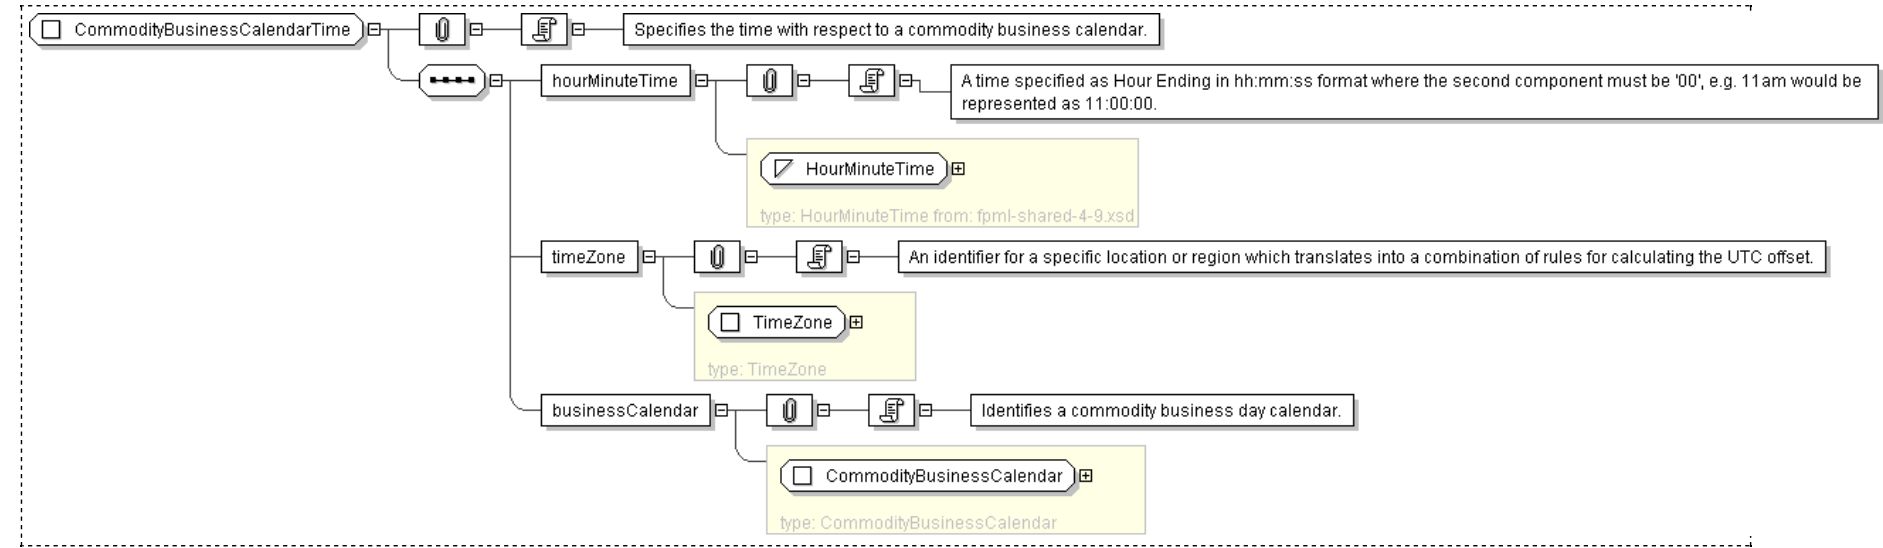 CommodityBusinessCalendarTime
Specifies the time with respect to a commodity business calendar.
hourMinuteTime
A time specified as Hour Ending in hh:mm:ss format where the second component must be '00', e.g. 11am would be
represented as 11:00:00.
HourMinuteTime
type: HourMinuteTime from: fpml-shared-4-9.xsd
timeZone
An identifier for a specific location or region which translates into a combination of rules for calculating the UTC offset.
TimeZone
type: TimeZone
businessCalendar
Identifies a commodity business day calendar.
CommodityBusinessCalendar
type: CommodityBusinessCalendar